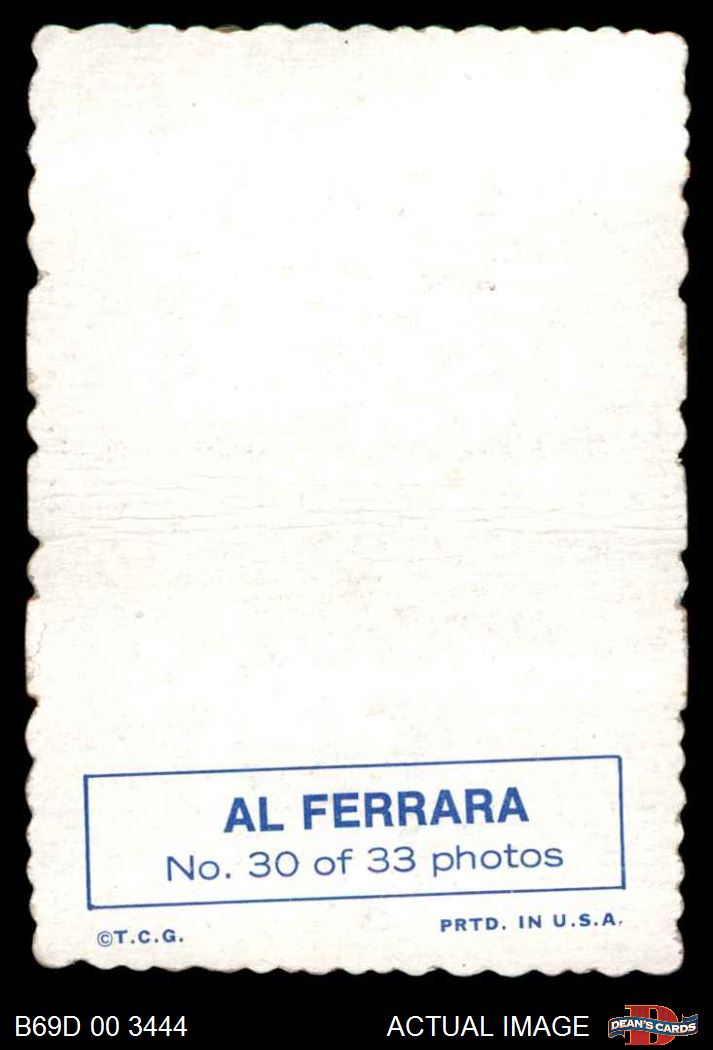 AL FERRARA
No. 30 of 33 photos
©T.C.G.
PRTD. IN U.S.A.
B69D 00 3444
ACTUAL IMAGE
D
DEAN'S CARDS